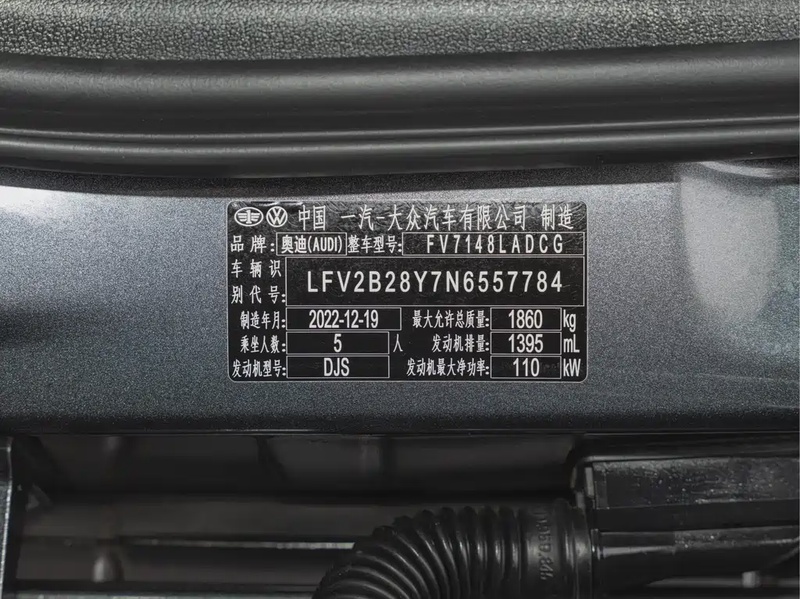 中国 一汽-大众汽车有限公司 制造
品牌: 奥迪(AUDI) 整车型号: FV7148LADCG
车辆识别代号: LFV2B28Y7N6557784
制造年月: 2022-12-19 最大允许总质量: 1860 kg
乘坐人数: 5 人 发动机排量: 1395 mL
发动机型号: DJS 发动机最大净功率: 110 kW